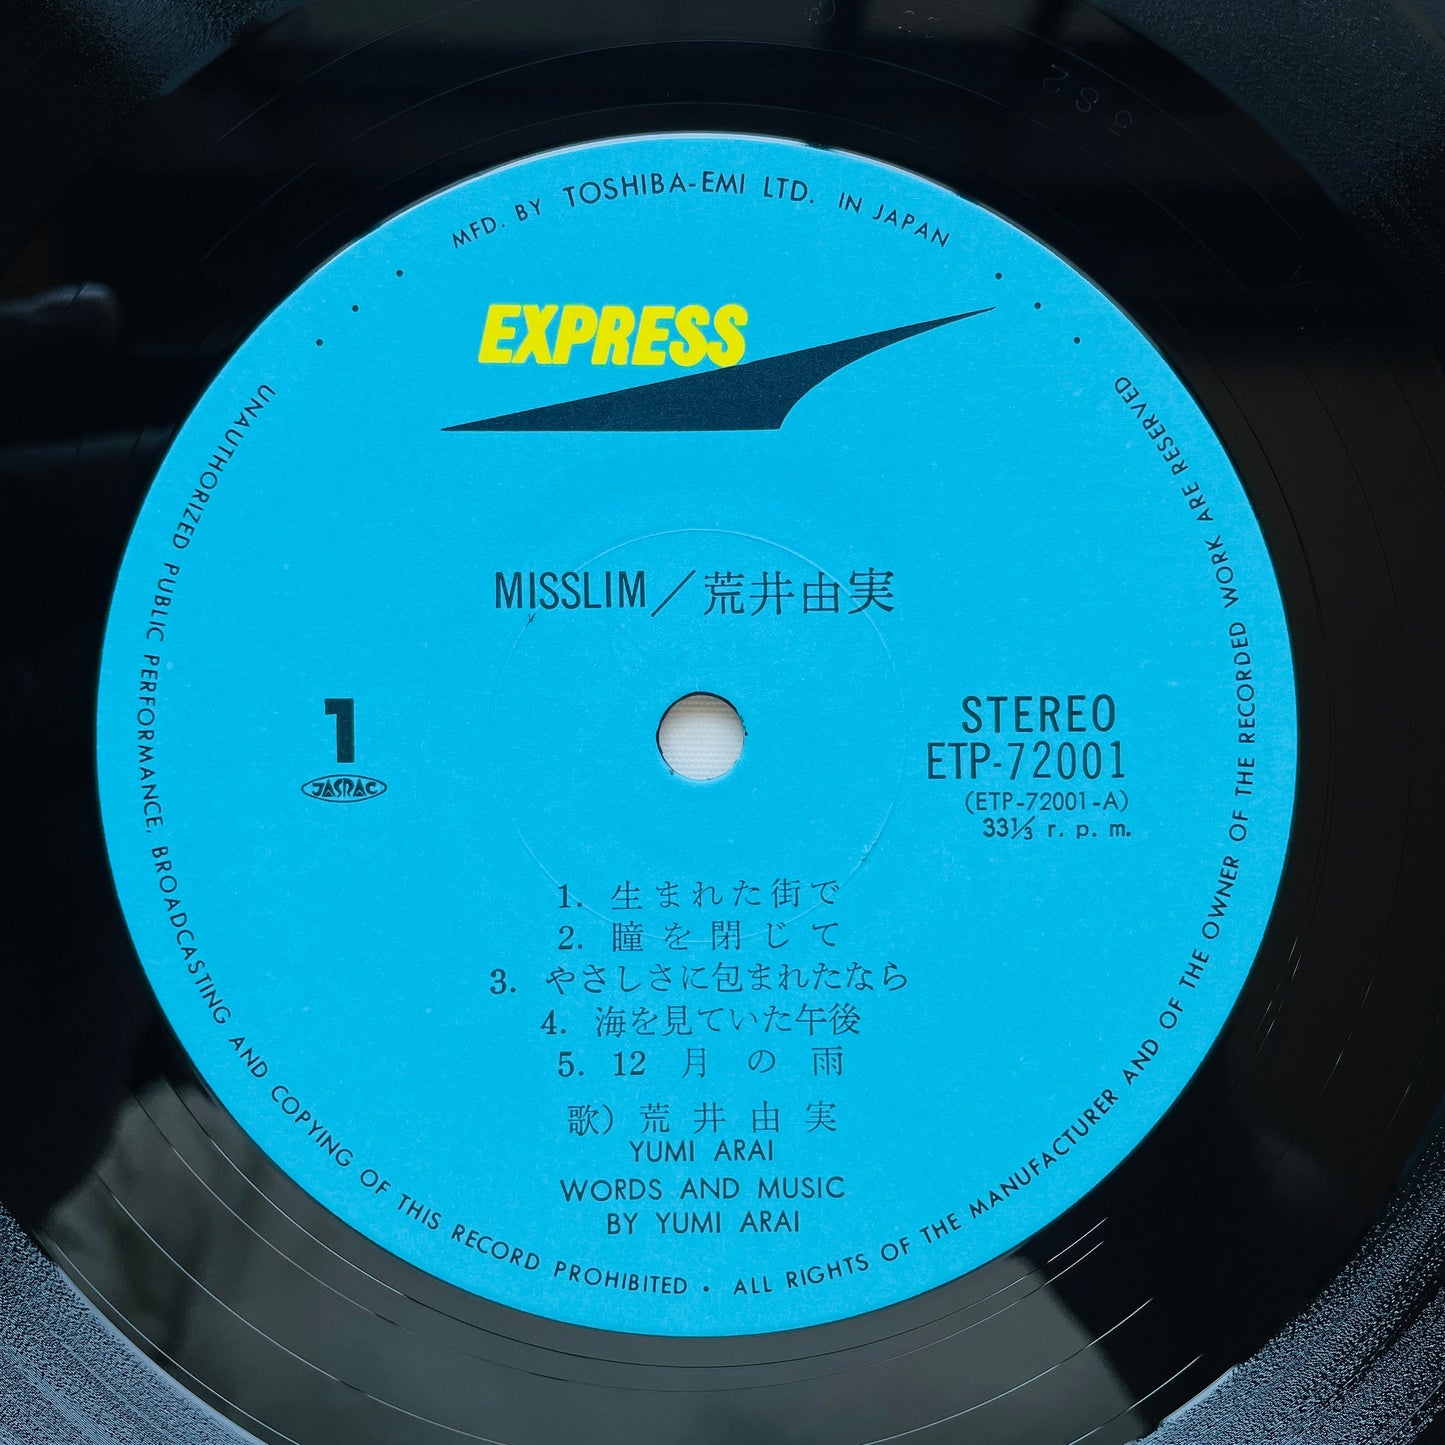 MFD. BY TOSHIBA-EMI LTD. IN JAPAN
EXPRESS
MISSLIM／荒井由実
1
JASRAC
STEREO
ETP-72001
(ETP-72001-A)
33⅓ r. p. m.
1. 生まれた街で
2. 瞳を閉じて
3. やさしさに包まれたなら
4. 海を見ていた午後
5. 12月の雨
歌) 荒井由実
YUMI ARAI
WORDS AND MUSIC
BY YUMI ARAI
UNAUTHORIZED PUBLIC PERFORMANCE, BROADCASTING AND COPYING OF THIS RECORD PROHIBITED • ALL RIGHTS OF THE MANUFACTURER AND OF THE OWNER OF THE RECORDED WORK ARE RESERVED